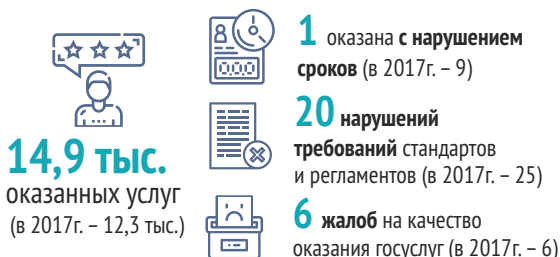 14,9 тыс.
оказанных услуг
(в 2017г. – 12,3 тыс.)
1 оказана с нарушением
сроков (в 2017г. – 9)
20 нарушений
требований стандартов
и регламентов (в 2017г. – 25)
6 жалоб на качество
оказания госуслуг (в 2017г. – 6)